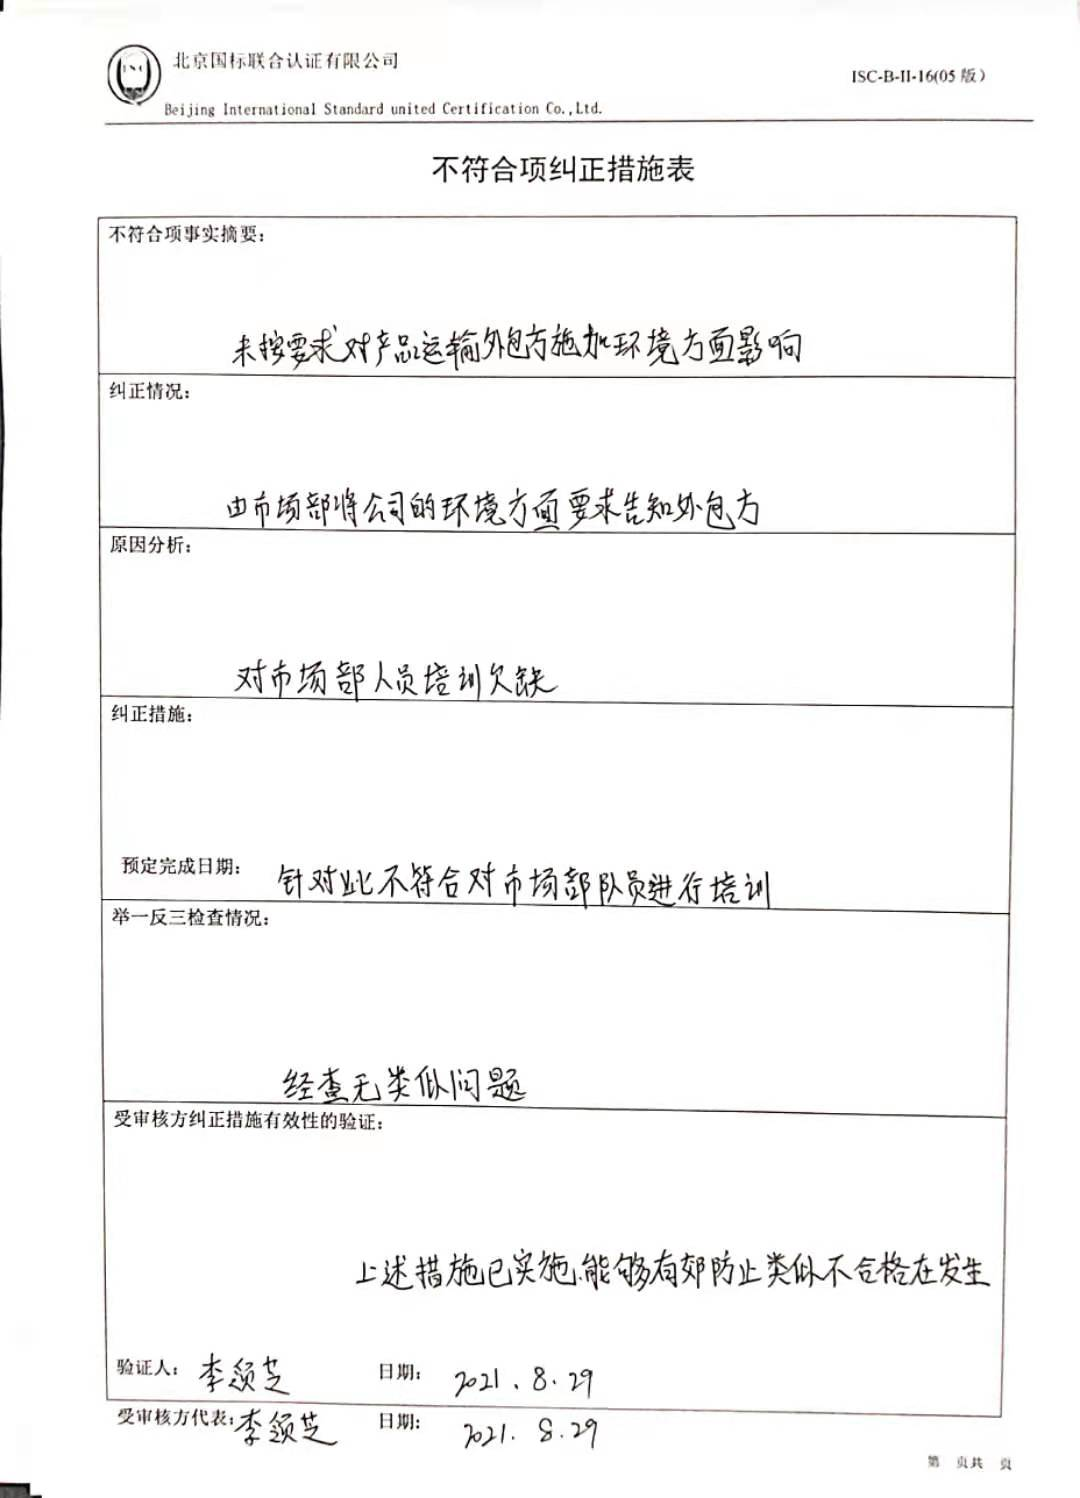 北京国标联合认证有限公司
ISC-B-II-16(05 版)
Beijing International Standard united Certification Co.,Ltd.
不符合项纠正措施表
不符合项事实摘要:
未按要求对产品运输外包方施加环境方面影响
纠正情况:
由市场部将公司的环境方面要求告知外包方
原因分析:
对市场部人员培训欠缺
纠正措施:
预定完成日期: 针对此不符合对市场部队员进行培训
举一反三检查情况:
经查无类似问题
受审核方纠正措施有效性的验证:
上述措施已实施,能够有郊防止类似不合格在发生
验证人: 李颂芝 日期: 2021.8.29
受审核方代表: 李颂芝 日期: 2021.8.29
第 页共 页